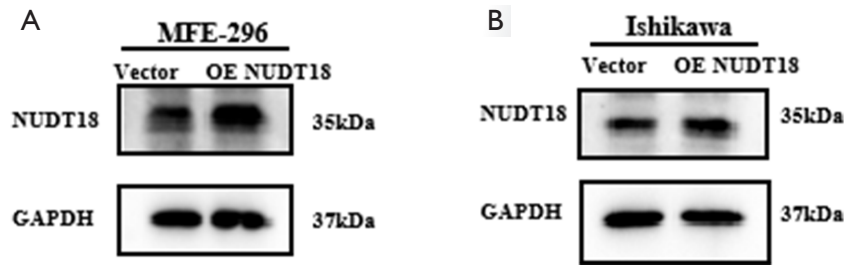 A
MFE-296
Vector OE NUDT18
NUDT18 35kDa
GAPDH 37kDa
B
Ishikawa
Vector OE NUDT18
NUDT18 35kDa
GAPDH 37kDa